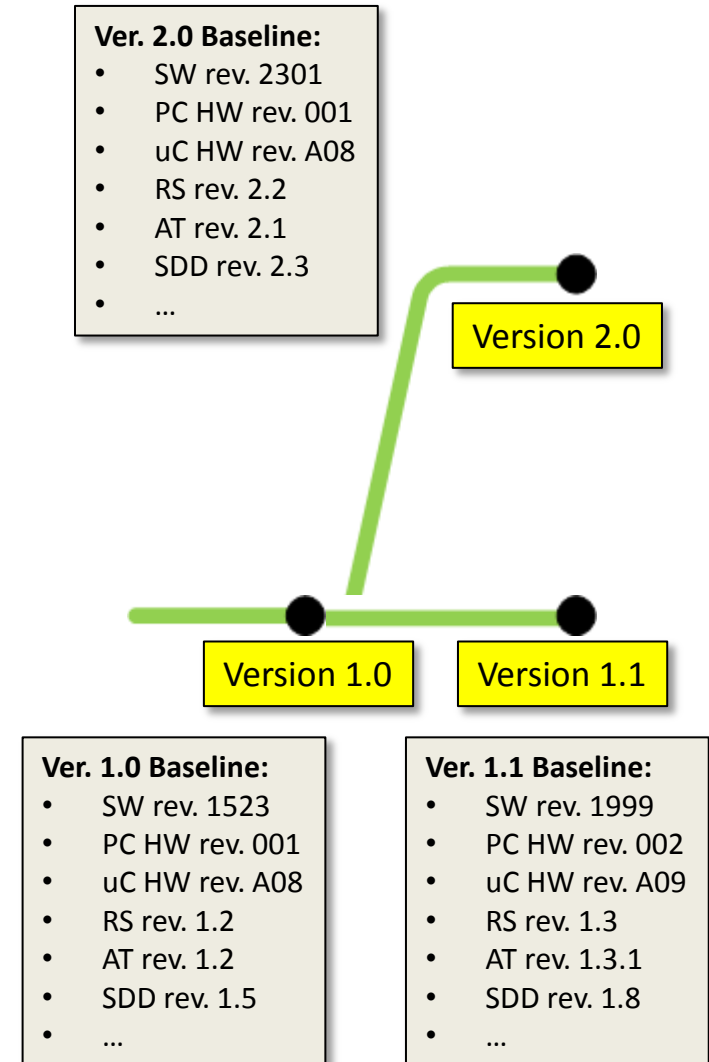 Ver. 2.0 Baseline:
• SW rev. 2301
• PC HW rev. 001
• uC HW rev. A08
• RS rev. 2.2
• AT rev. 2.1
• SDD rev. 2.3
• …
Version 2.0
Version 1.0
Version 1.1
Ver. 1.0 Baseline:
• SW rev. 1523
• PC HW rev. 001
• uC HW rev. A08
• RS rev. 1.2
• AT rev. 1.2
• SDD rev. 1.5
• …
Ver. 1.1 Baseline:
• SW rev. 1999
• PC HW rev. 002
• uC HW rev. A09
• RS rev. 1.3
• AT rev. 1.3.1
• SDD rev. 1.8
• …